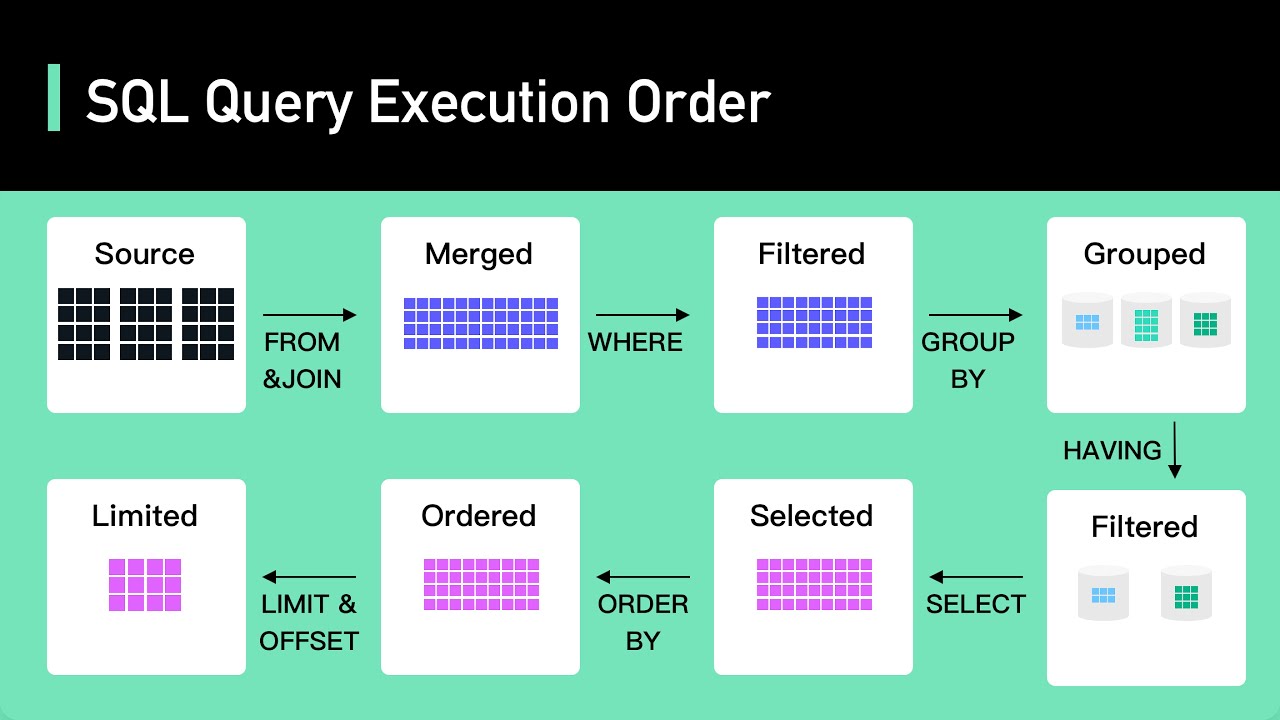 SQL Query Execution Order
Source
FROM
&JOIN
Merged
WHERE
Filtered
GROUP
BY
Grouped
HAVING
Filtered
SELECT
Selected
ORDER
BY
Ordered
LIMIT &
OFFSET
Limited